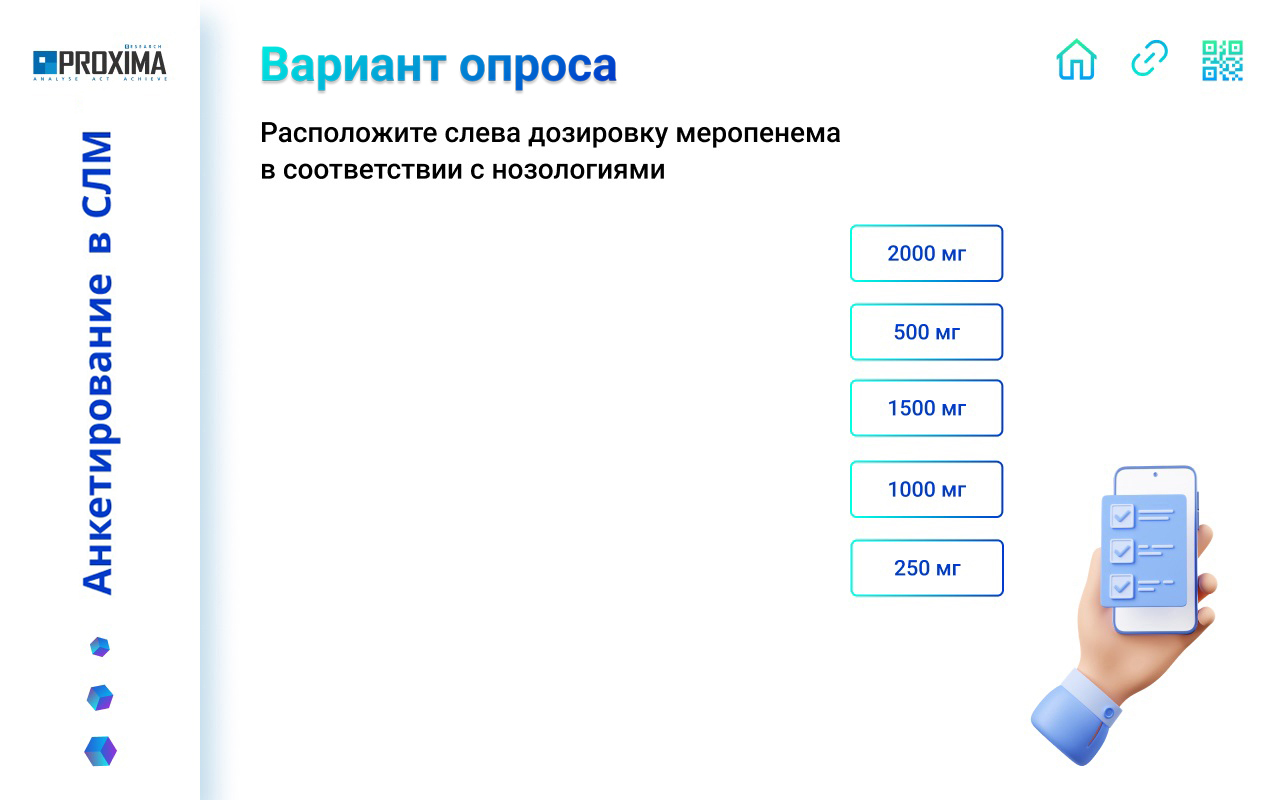 RESEARCH
PROXIMA
ANALYSE ACT ACHIEVE
Анкетирование в СЛМ
Вариант опроса
Расположите слева дозировку меропенема
в соответствии с нозологиями
2000 мг
500 мг
1500 мг
1000 мг
250 мг